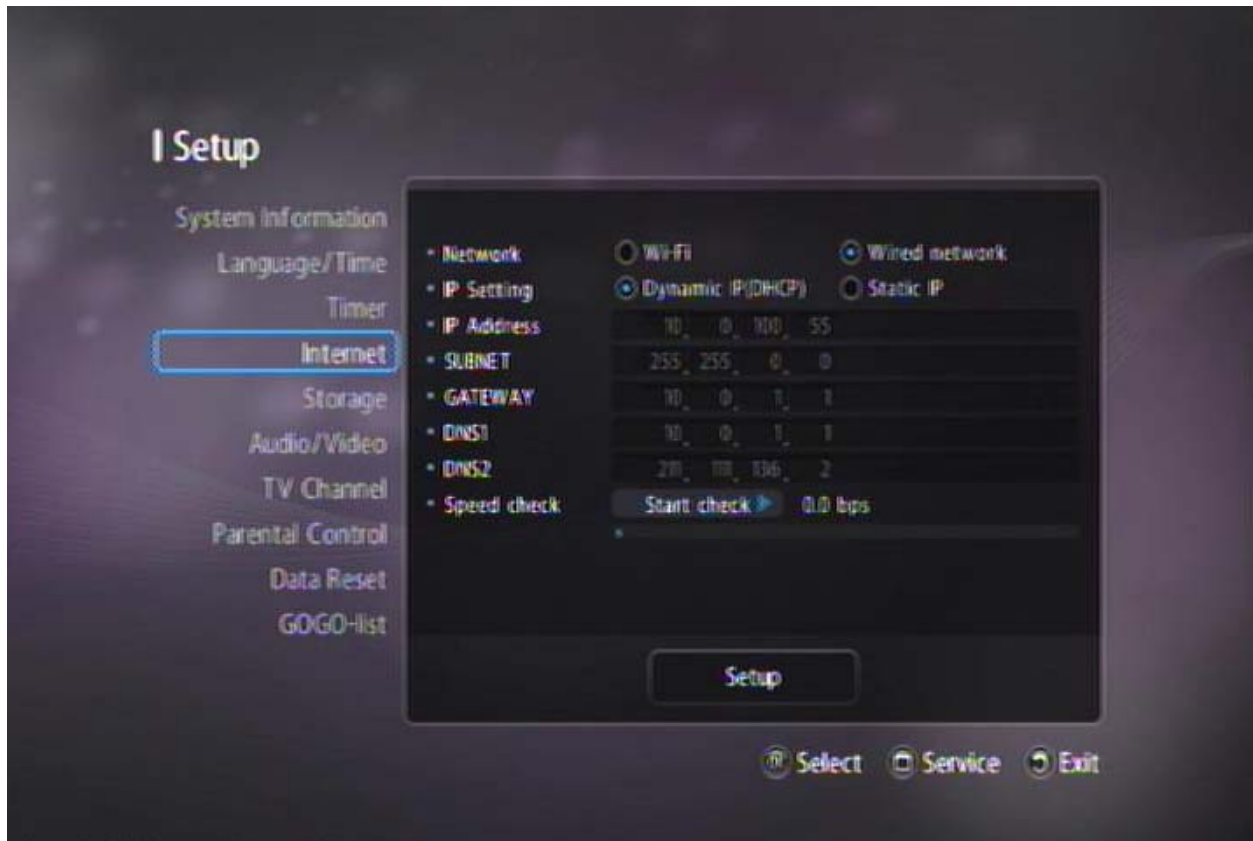 Setup
System Information
Language/Time
Timer
Internet
Storage
Audio/Video
TV Channel
Parental Control
Data Reset
GOGO-list
Network Wi-Fi Wired network
IP Setting Dynamic IP(DHCP) Static IP
IP Address 10. 0. 100. 55
SUBNET 255. 255. 0. 0
GATEWAY 10. 0. 1. 1
DNS1 10. 0. 1. 1
DNS2
Speed check Start check 0.0 bps
Setup
Select Service Exit